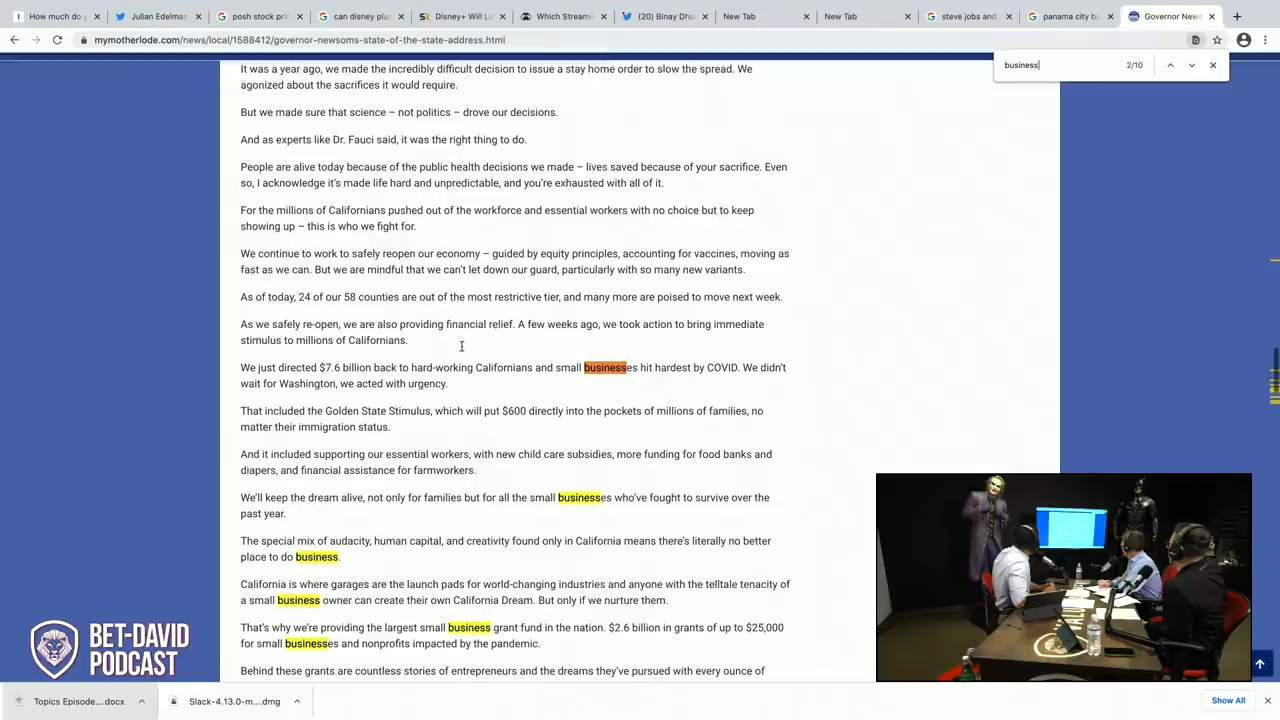 How much do y
Julian Edelman
posh stock pri
can disney plu
Disney+ Will La
Which Streamin
(20) Binay Dha
New Tab
New Tab
steve jobs and
panama city bu
Governor News
mymotherlode.com/news/local/1588412/governor-newsoms-state-of-the-state-address.html
business
2/10
It was a year ago, we made the incredibly difficult decision to issue a stay home order to slow the spread. We
agonized about the sacrifices it would require.
But we made sure that science – not politics – drove our decisions.
And as experts like Dr. Fauci said, it was the right thing to do.
People are alive today because of the public health decisions we made – lives saved because of your sacrifice. Even
so, I acknowledge it's made life hard and unpredictable, and you're exhausted with all of it.
For the millions of Californians pushed out of the workforce and essential workers with no choice but to keep
showing up – this is who we fight for.
We continue to work to safely reopen our economy – guided by equity principles, accounting for vaccines, moving as
fast as we can. But we are mindful that we can't let down our guard, particularly with so many new variants.
As of today, 24 of our 58 counties are out of the most restrictive tier, and many more are poised to move next week.
As we safely re-open, we are also providing financial relief. A few weeks ago, we took action to bring immediate
stimulus to millions of Californians.
We just directed $7.6 billion back to hard-working Californians and small businesses hit hardest by COVID. We didn't
wait for Washington, we acted with urgency.
That included the Golden State Stimulus, which will put $600 directly into the pockets of millions of families, no
matter their immigration status.
And it included supporting our essential workers, with new child care subsidies, more funding for food banks and
diapers, and financial assistance for farmworkers.
We'll keep the dream alive, not only for families but for all the small businesses who've fought to survive over the
past year.
The special mix of audacity, human capital, and creativity found only in California means there's literally no better
place to do business.
California is where garages are the launch pads for world-changing industries and anyone with the telltale tenacity of
a small business owner can create their own California Dream. But only if we nurture them.
That's why we're providing the largest small business grant fund in the nation. $2.6 billion in grants of up to $25,000
for small businesses and nonprofits impacted by the pandemic.
Behind these grants are countless stories of entrepreneurs and the dreams they've pursued with every ounce of
BET-DAVID
PODCAST
Topics Episode....docx
Slack-4.13.0-m....dmg
Show All